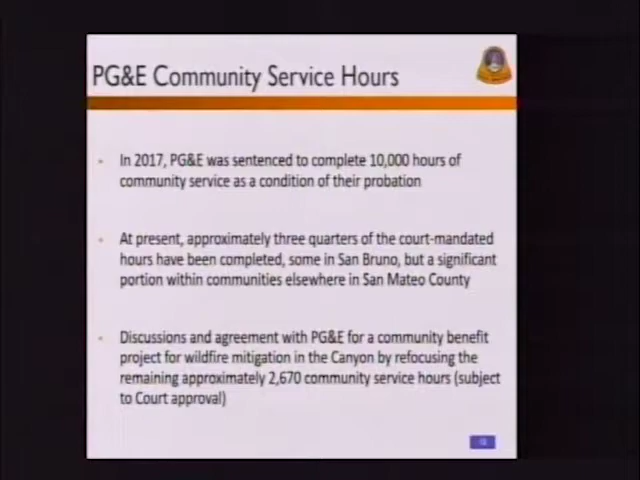 PG&E Community Service Hours
In 2017, PG&E was sentenced to complete 10,000 hours of
community service as a condition of their probation
At present, approximately three quarters of the court-mandated
hours have been completed, some in San Bruno, but a significant
portion within communities elsewhere in San Mateo County
Discussions and agreement with PG&E for a community benefit
project for wildfire mitigation in the Canyon by refocusing the
remaining approximately 2,670 community service hours (subject
to Court approval)